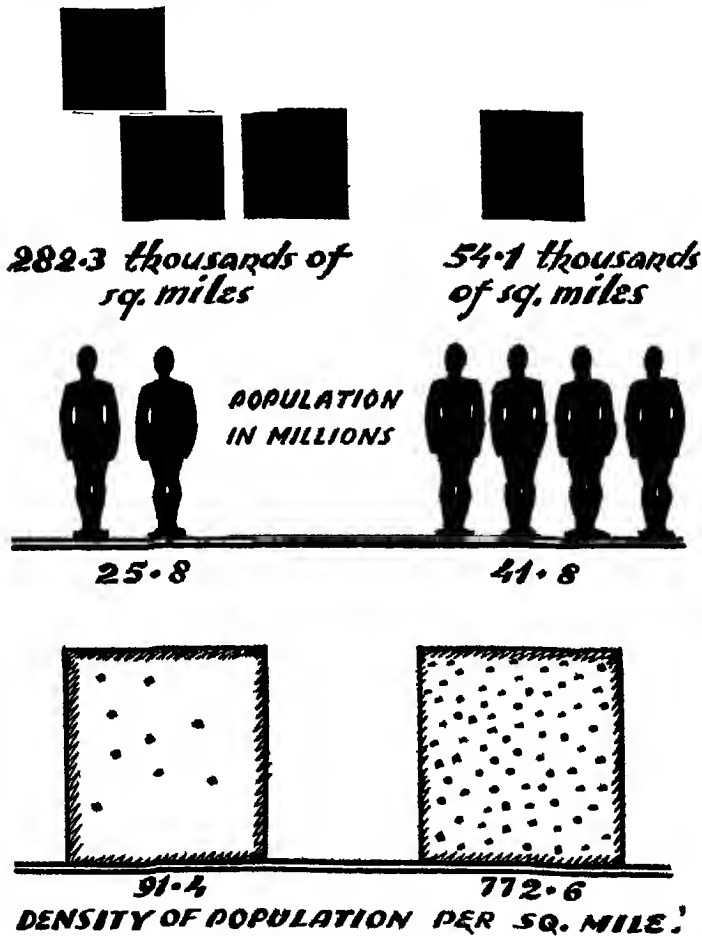 282·3 thousands of
sq. miles
54·1 thousands
of sq. miles
POPULATION
IN MILLIONS
25·8
41·8
91·4
772·6
DENSITY OF POPULATION PER SQ. MILE.